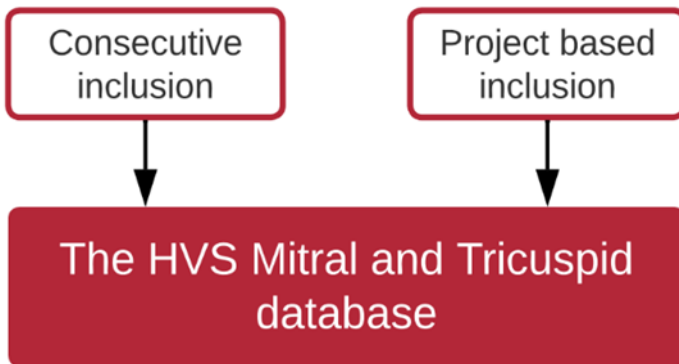 Consecutive
inclusion
Project based
inclusion
The HVS Mitral and Tricuspid
database